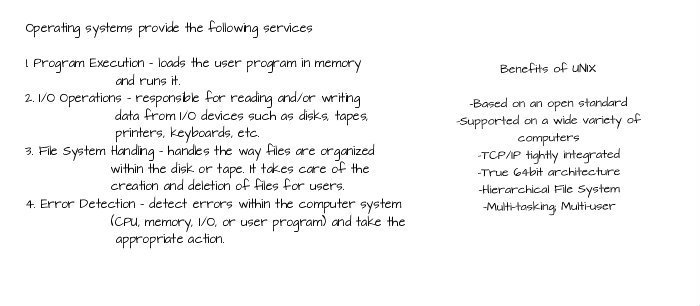 Operating systems provide the following services
1. Program Execution - loads the user program in memory
and runs it.
2. I/O Operations - responsible for reading and/or writing
data from I/O devices such as disks, tapes,
printers, keyboards, etc.
3. File System Handling - handles the way files are organized
within the disk or tape. It takes care of the
creation and deletion of files for users.
4. Error Detection - detect errors within the computer system
(CPU, memory, I/O, or user program) and take the
appropriate action.
Benefits of UNIX
-Based on an open standard
-Supported on a wide variety of
computers
-TCP/IP tightly integrated
-True 64bit architecture
-Hierarchical File System
-Multi-tasking; Multi-user